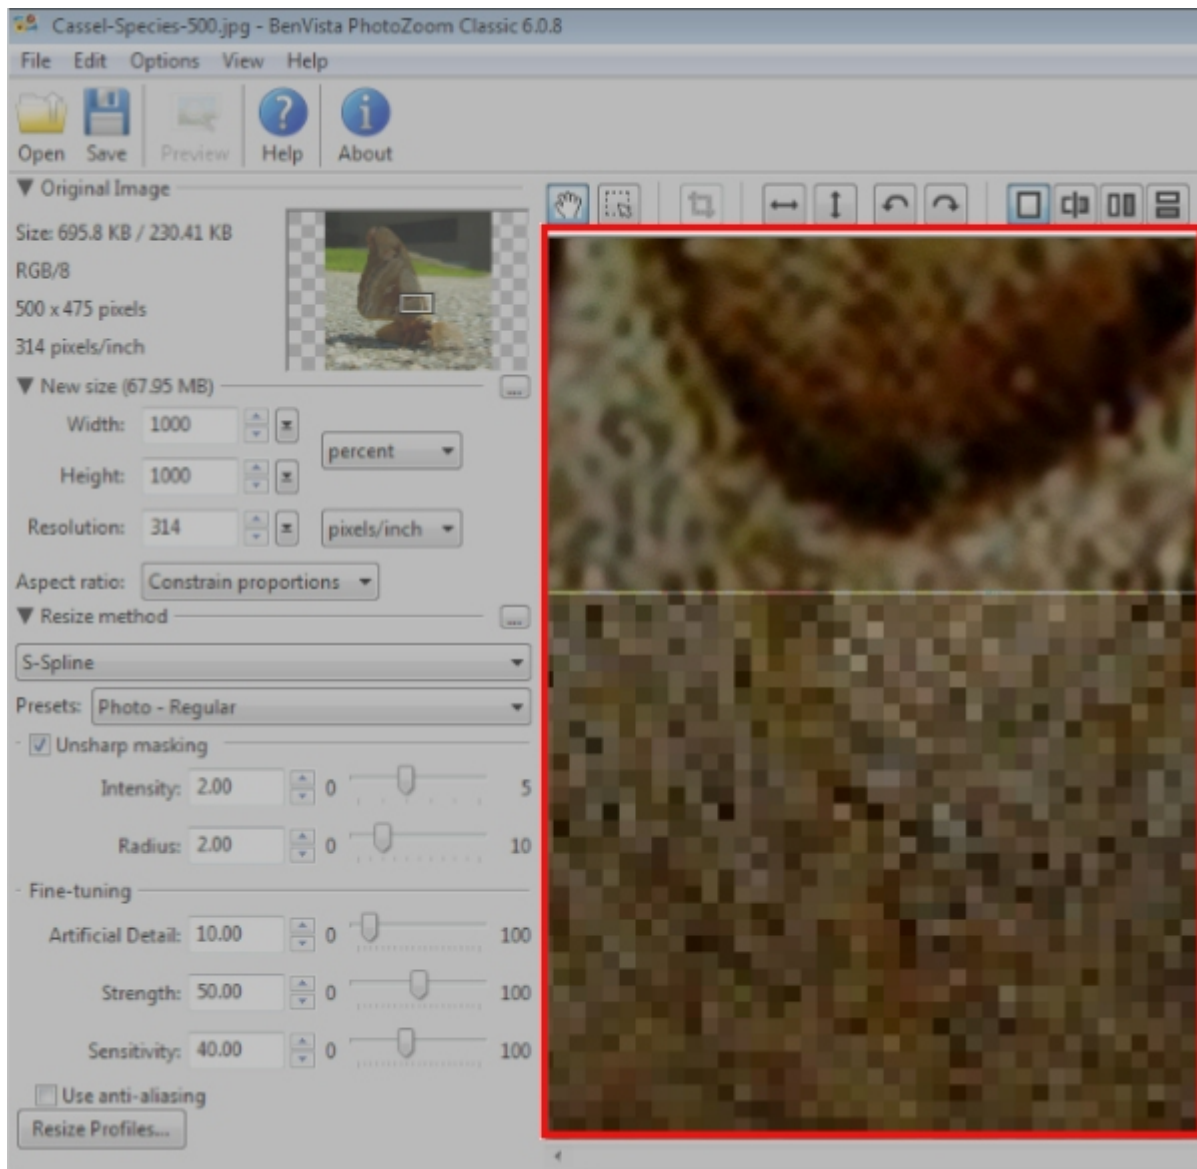 Cassel-Species-500.jpg - BenVista PhotoZoom Classic 6.0.8
File Edit Options View Help
Open Save Preview Help About
Original Image
Size: 695.8 KB / 230.41 KB
RGB/8
500 x 475 pixels
314 pixels/inch
New size (67.95 MB) ...
Width: 1000
percent
Height: 1000
Resolution: 314 pixels/inch
Aspect ratio: Constrain proportions
Resize method ...
S-Spline
Presets: Photo - Regular
Unsharp masking
Intensity: 2.00 0 5
Radius: 2.00 0 10
Fine-tuning
Artificial Detail: 10.00 0 100
Strength: 50.00 0 100
Sensitivity: 40.00 0 100
Use anti-aliasing
Resize Profiles...